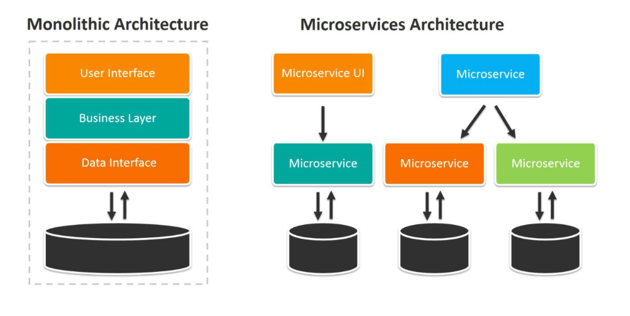 Monolithic Architecture
Microservices Architecture
User Interface
Business Layer
Data Interface
Microservice UI
Microservice
Microservice
Microservice
Microservice